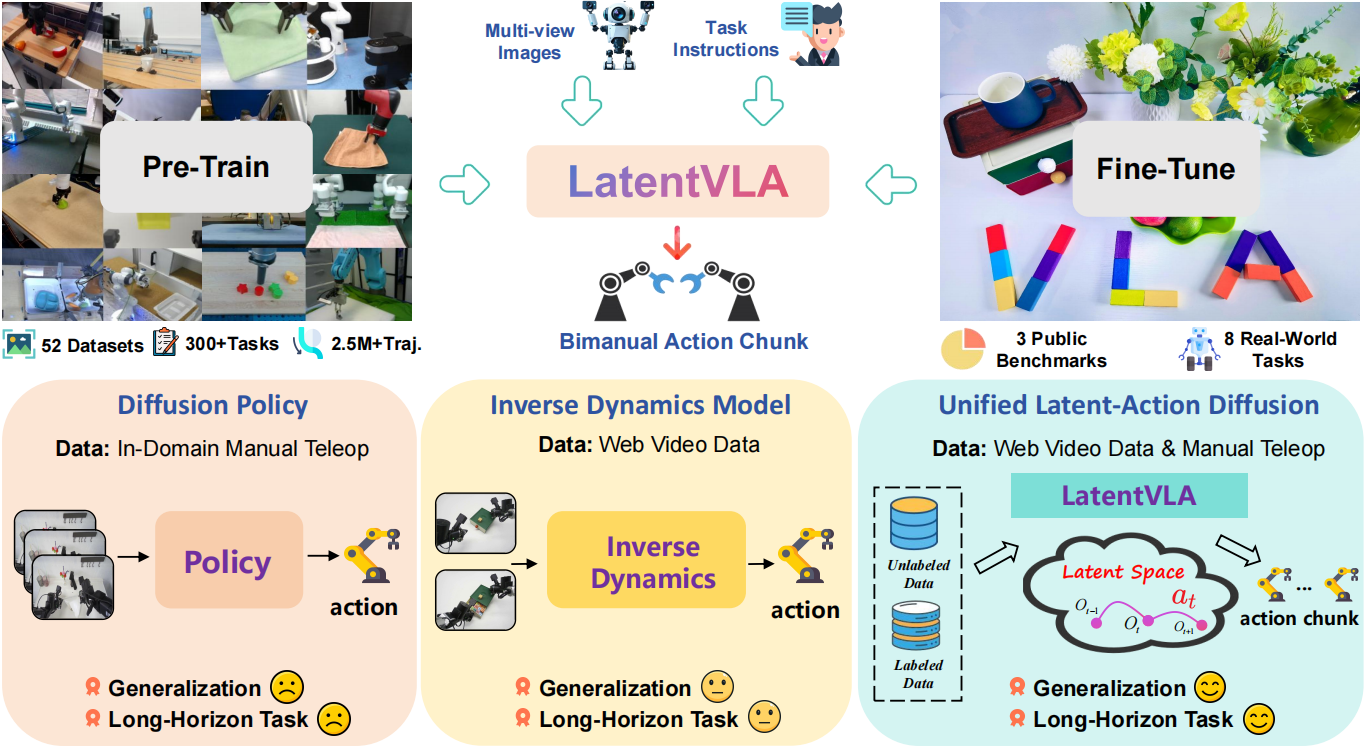 Multi-view
Images
Task
Instructions
Pre-Train
LatentVLA
Fine-Tune
VLA
Bimanual Action Chunk
52 Datasets
300+Tasks
2.5M+Traj.
3 Public
Benchmarks
8 Real-World
Tasks
Diffusion Policy
Data: In-Domain Manual Teleop
Policy
action
Generalization
Long-Horizon Task
Inverse Dynamics Model
Data: Web Video Data
Inverse
Dynamics
action
Generalization
Long-Horizon Task
Unified Latent-Action Diffusion
Data: Web Video Data & Manual Teleop
LatentVLA
Unlabeled
Data
Labeled
Data
Latent Space
a_t
O_{t-1}
O_t
O_{t+1}
...
action chunk
Generalization
Long-Horizon Task